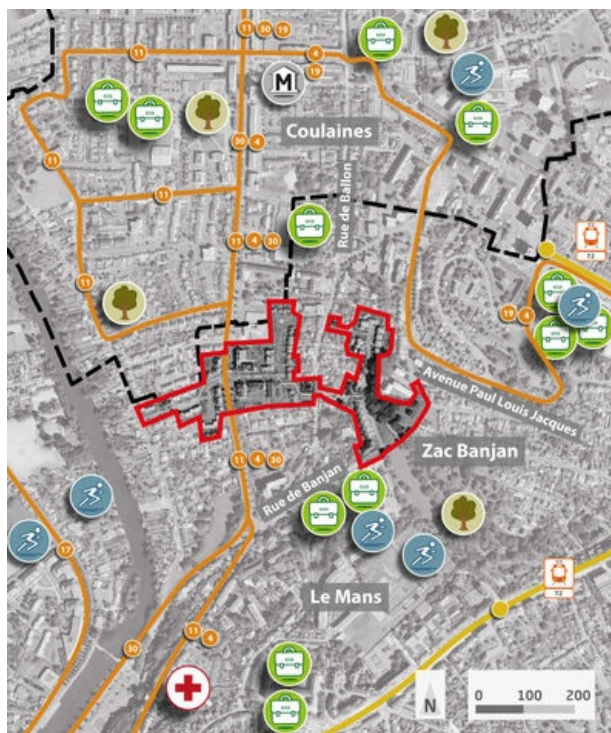 11 30 19
11
4
19
M
Coulaines
30 4
11
11
Rue de Ballon
11 4 30
T2
11
19 4
Avenue Paul Louis Jacques
Zac Banjan
11 4 30
Rue de Banjan
17
T2
Le Mans
11 4
30
N
0 100 200